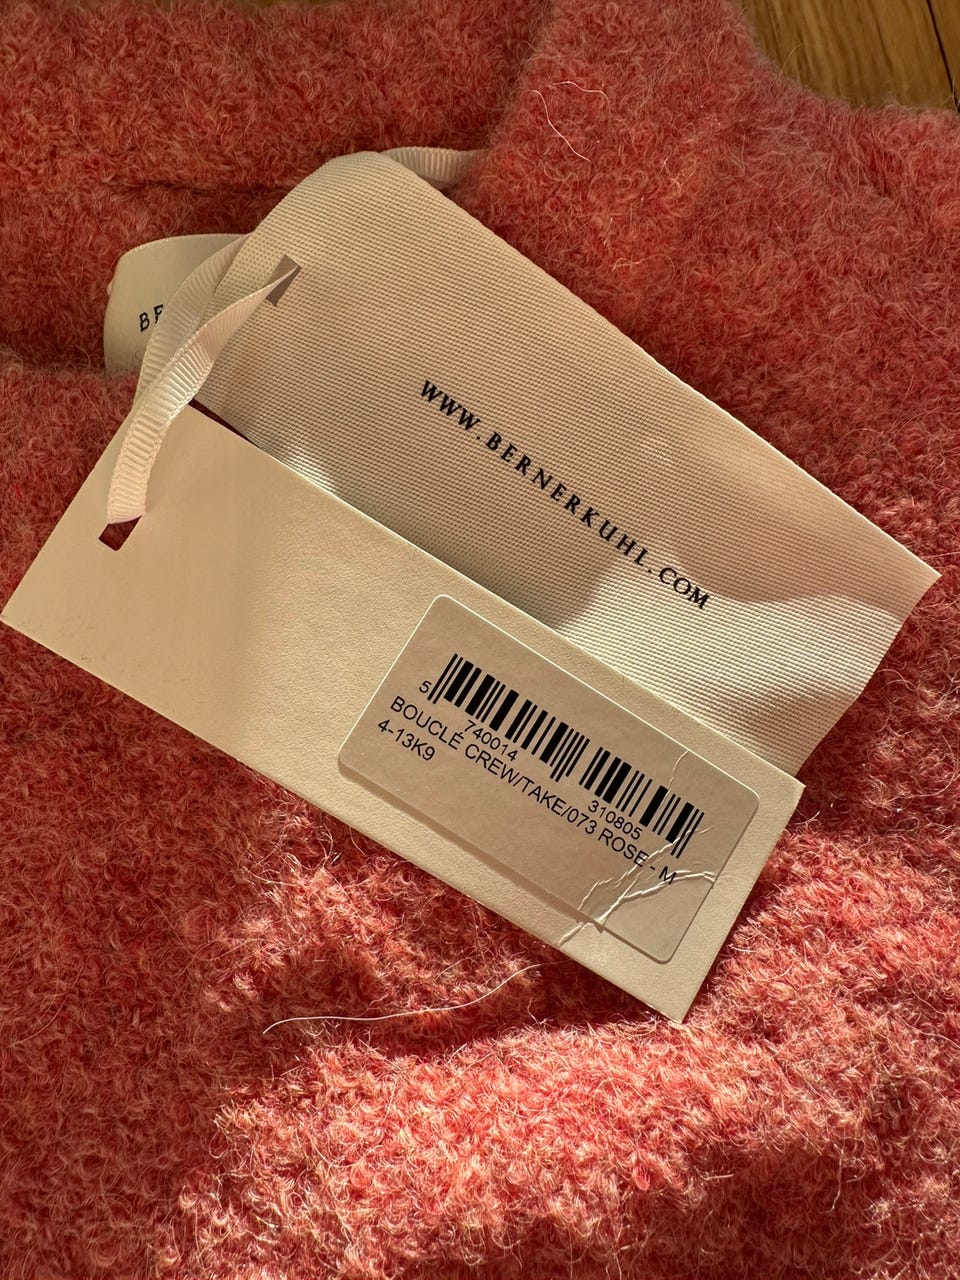 WWW.BERNERKUHL.COM
5 740014 310805
BOUCLÉ CREW/TAKE/073 ROSE - M
4-13K9